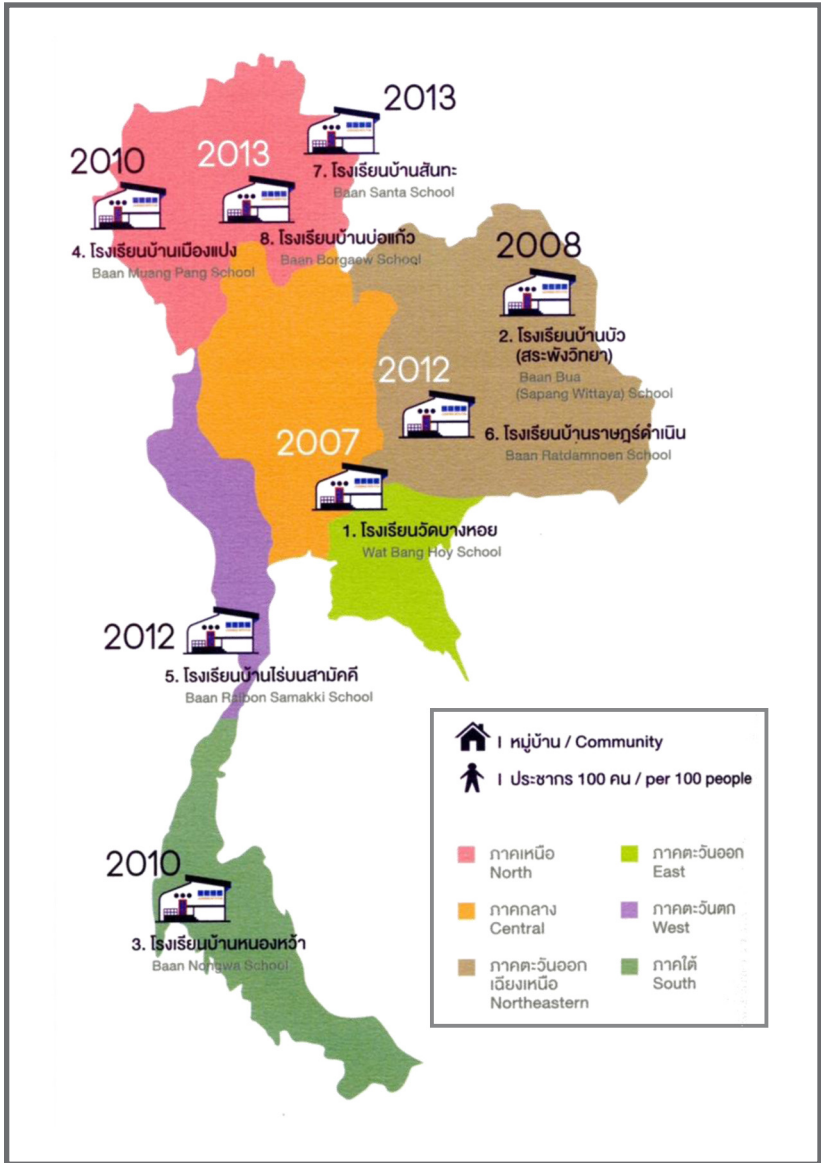 2013
7. โรงเรียนบ้านสันทะ
Baan Santa School
2010
4. โรงเรียนบ้านเมืองแปง
Baan Muang Pang School
2013
8. โรงเรียนบ้านบ่อแก้ว
Baan Borgaew School
2008
2. โรงเรียนบ้านบัว
(สระพังวิทยา)
Baan Bua
(Sapang Wittaya) School
2012
6. โรงเรียนบ้านราษฎร์ดำเนิน
Baan Ratdamnoen School
2007
1. โรงเรียนวัดบางหอย
Wat Bang Hoy School
2012
5. โรงเรียนบ้านไร่บนสามัคคี
Baan Raibon Samakki School
2010
3. โรงเรียนบ้านหนองหว้า
Baan Nongwa School
I หมู่บ้าน / Community
I ประชากร 100 คน / per 100 people
ภาคเหนือ
North
ภาคกลาง
Central
ภาคตะวันออก
เฉียงเหนือ
Northeastern
ภาคตะวันออก
East
ภาคตะวันตก
West
ภาคใต้
South